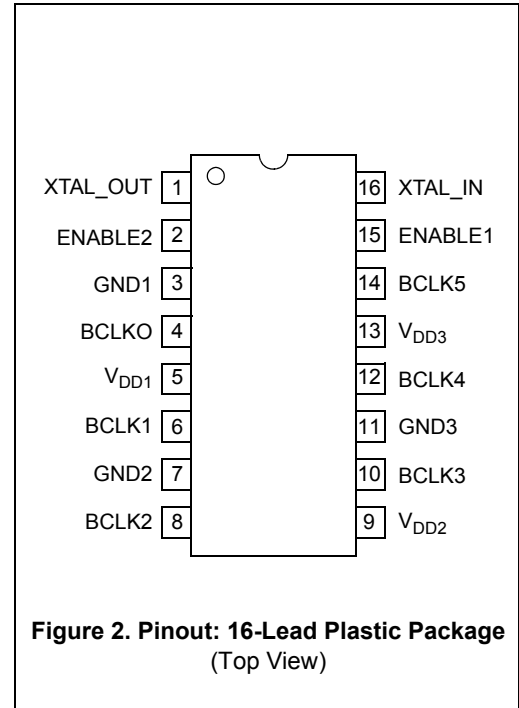 XTAL_OUT 1 16 XTAL_IN
ENABLE2 2 15 ENABLE1
GND1 3 14 BCLK5
BCLKO 4 13 VDD3
VDD1 5 12 BCLK4
BCLK1 6 11 GND3
GND2 7 10 BCLK3
BCLK2 8 9 VDD2
Figure 2. Pinout: 16-Lead Plastic Package
(Top View)